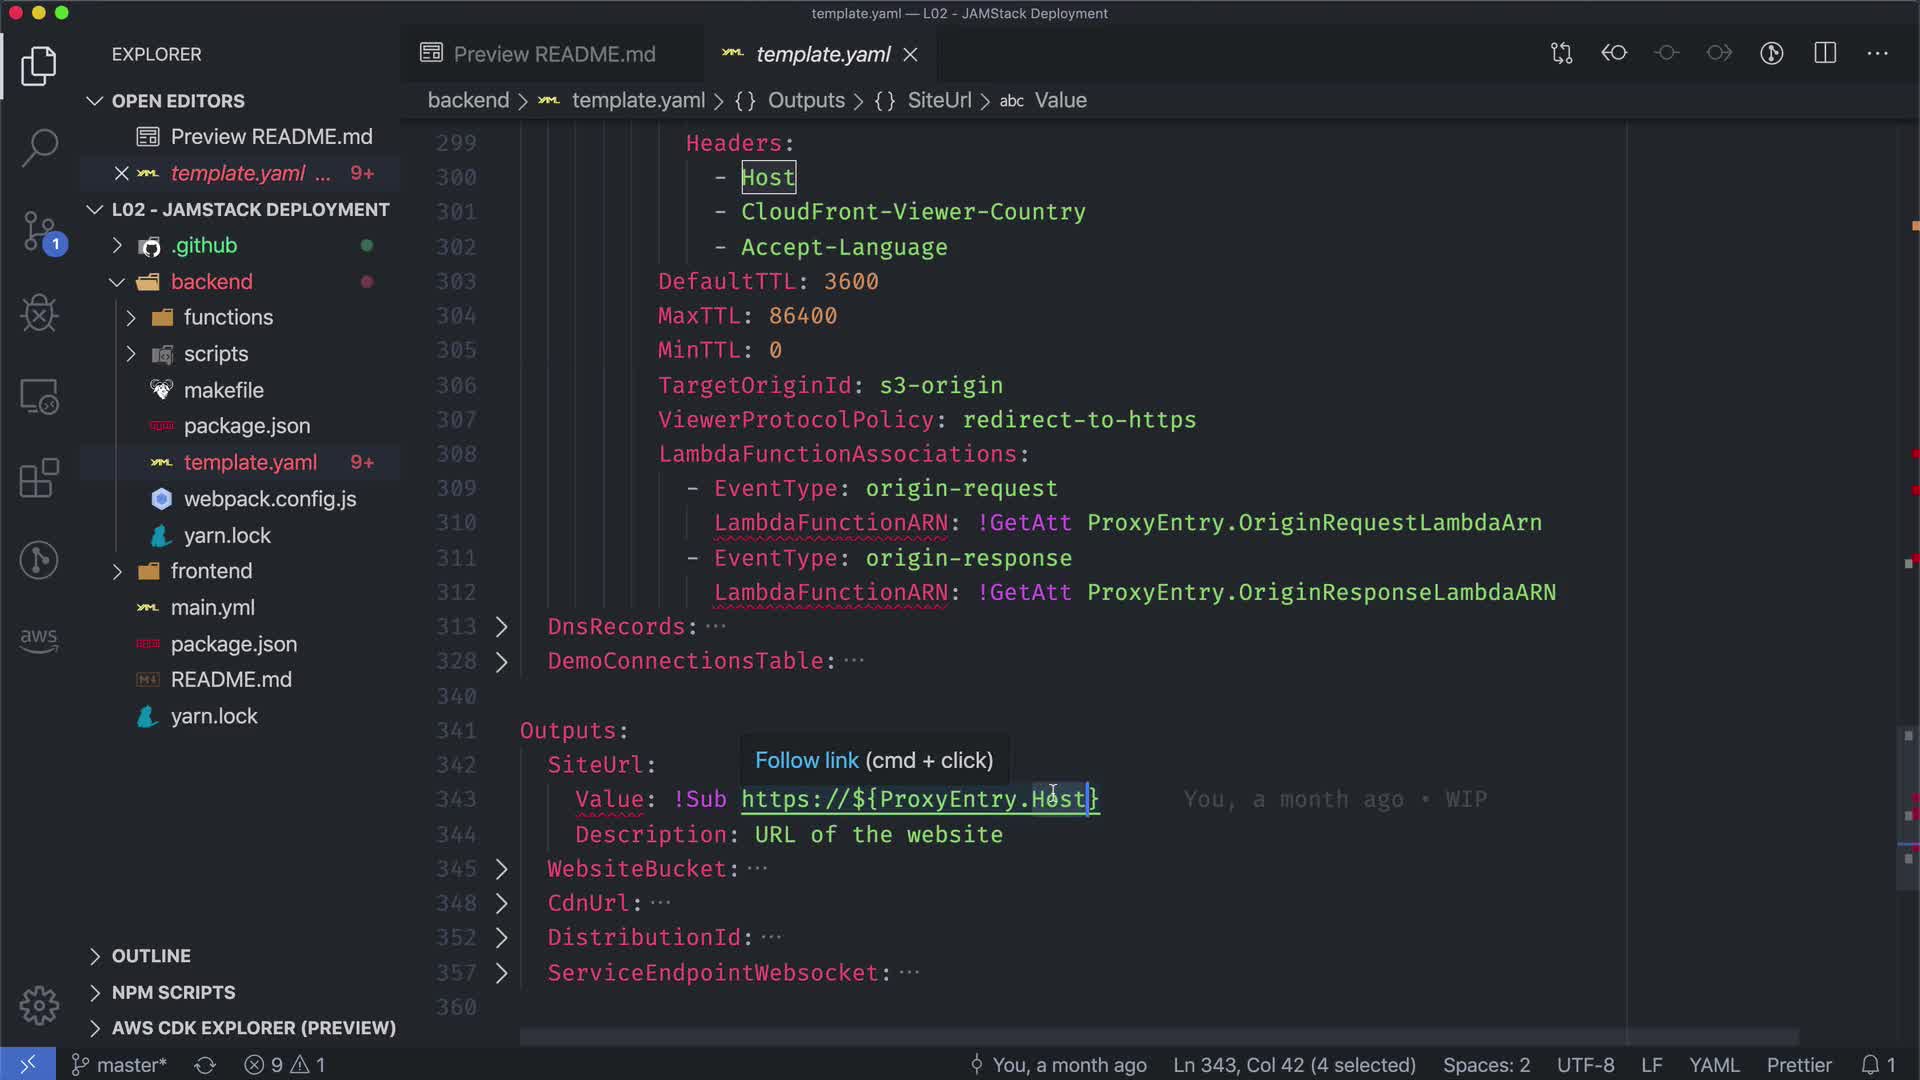 template.yaml — L02 - JAMStack Deployment
EXPLORER
Preview README.md
template.yaml
OPEN EDITORS
backend > template.yaml > {} Outputs > {} SiteUrl > abc Value
Preview README.md
template.yaml ... 9+
L02 - JAMSTACK DEPLOYMENT
.github
backend
functions
scripts
makefile
package.json
template.yaml 9+
webpack.config.js
yarn.lock
frontend
main.yml
package.json
README.md
yarn.lock
OUTLINE
NPM SCRIPTS
AWS CDK EXPLORER (PREVIEW)
1
aws
299 Headers:
300 - Host
301 - CloudFront-Viewer-Country
302 - Accept-Language
303 DefaultTTL: 3600
304 MaxTTL: 86400
305 MinTTL: 0
306 TargetOriginId: s3-origin
307 ViewerProtocolPolicy: redirect-to-https
308 LambdaFunctionAssociations:
309 - EventType: origin-request
310 LambdaFunctionARN: !GetAtt ProxyEntry.OriginRequestLambdaArn
311 - EventType: origin-response
312 LambdaFunctionARN: !GetAtt ProxyEntry.OriginResponseLambdaARN
313 DnsRecords:···
328 DemoConnectionsTable:···
340
341 Outputs:
342 SiteUrl:
Follow link (cmd + click)
343 Value: !Sub https://${ProxyEntry.Host} You, a month ago • WIP
344 Description: URL of the website
345 WebsiteBucket:···
348 CdnUrl:···
352 DistributionId:···
357 ServiceEndpointWebsocket:···
360
master* 9 1 You, a month ago Ln 343, Col 42 (4 selected) Spaces: 2 UTF-8 LF YAML Prettier 1